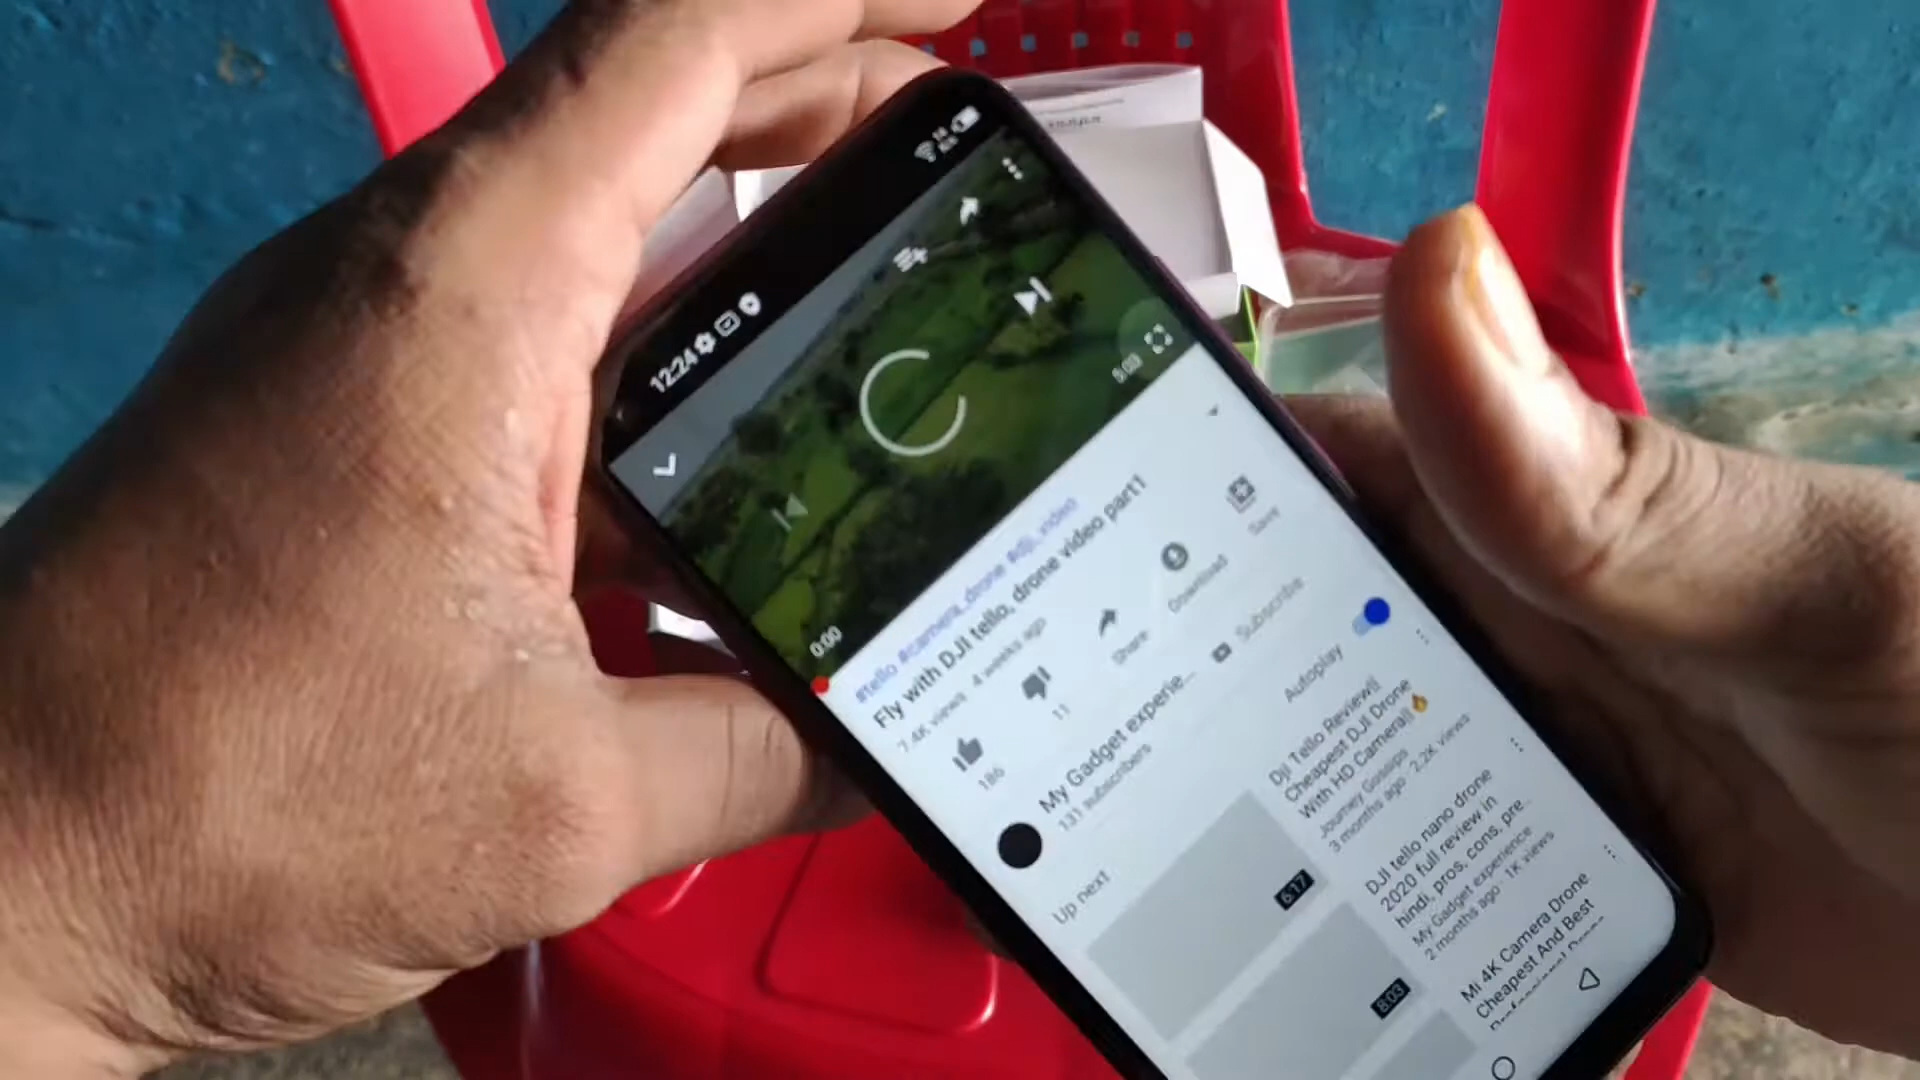 12:24
0:00
#tello #camera_drone #dji_video
Fly with DJI tello, drone video part1
7.4K views · 4 weeks ago
186
11
Share
Download
Save
My Gadget experie...
131 subscribers
Subscribe
Up next
Autoplay
6:17
Dji Tello Review||
Cheapest DJI Drone
With HD Camera||🔥
Journey Gossips
3 months ago · 2.2K views
8:03
DJI tello nano drone
2020 full review in
hindi, pros, cons, pre...
My Gadget experience
2 months ago · 1K views
Mi 4K Camera Drone
Cheapest And Best